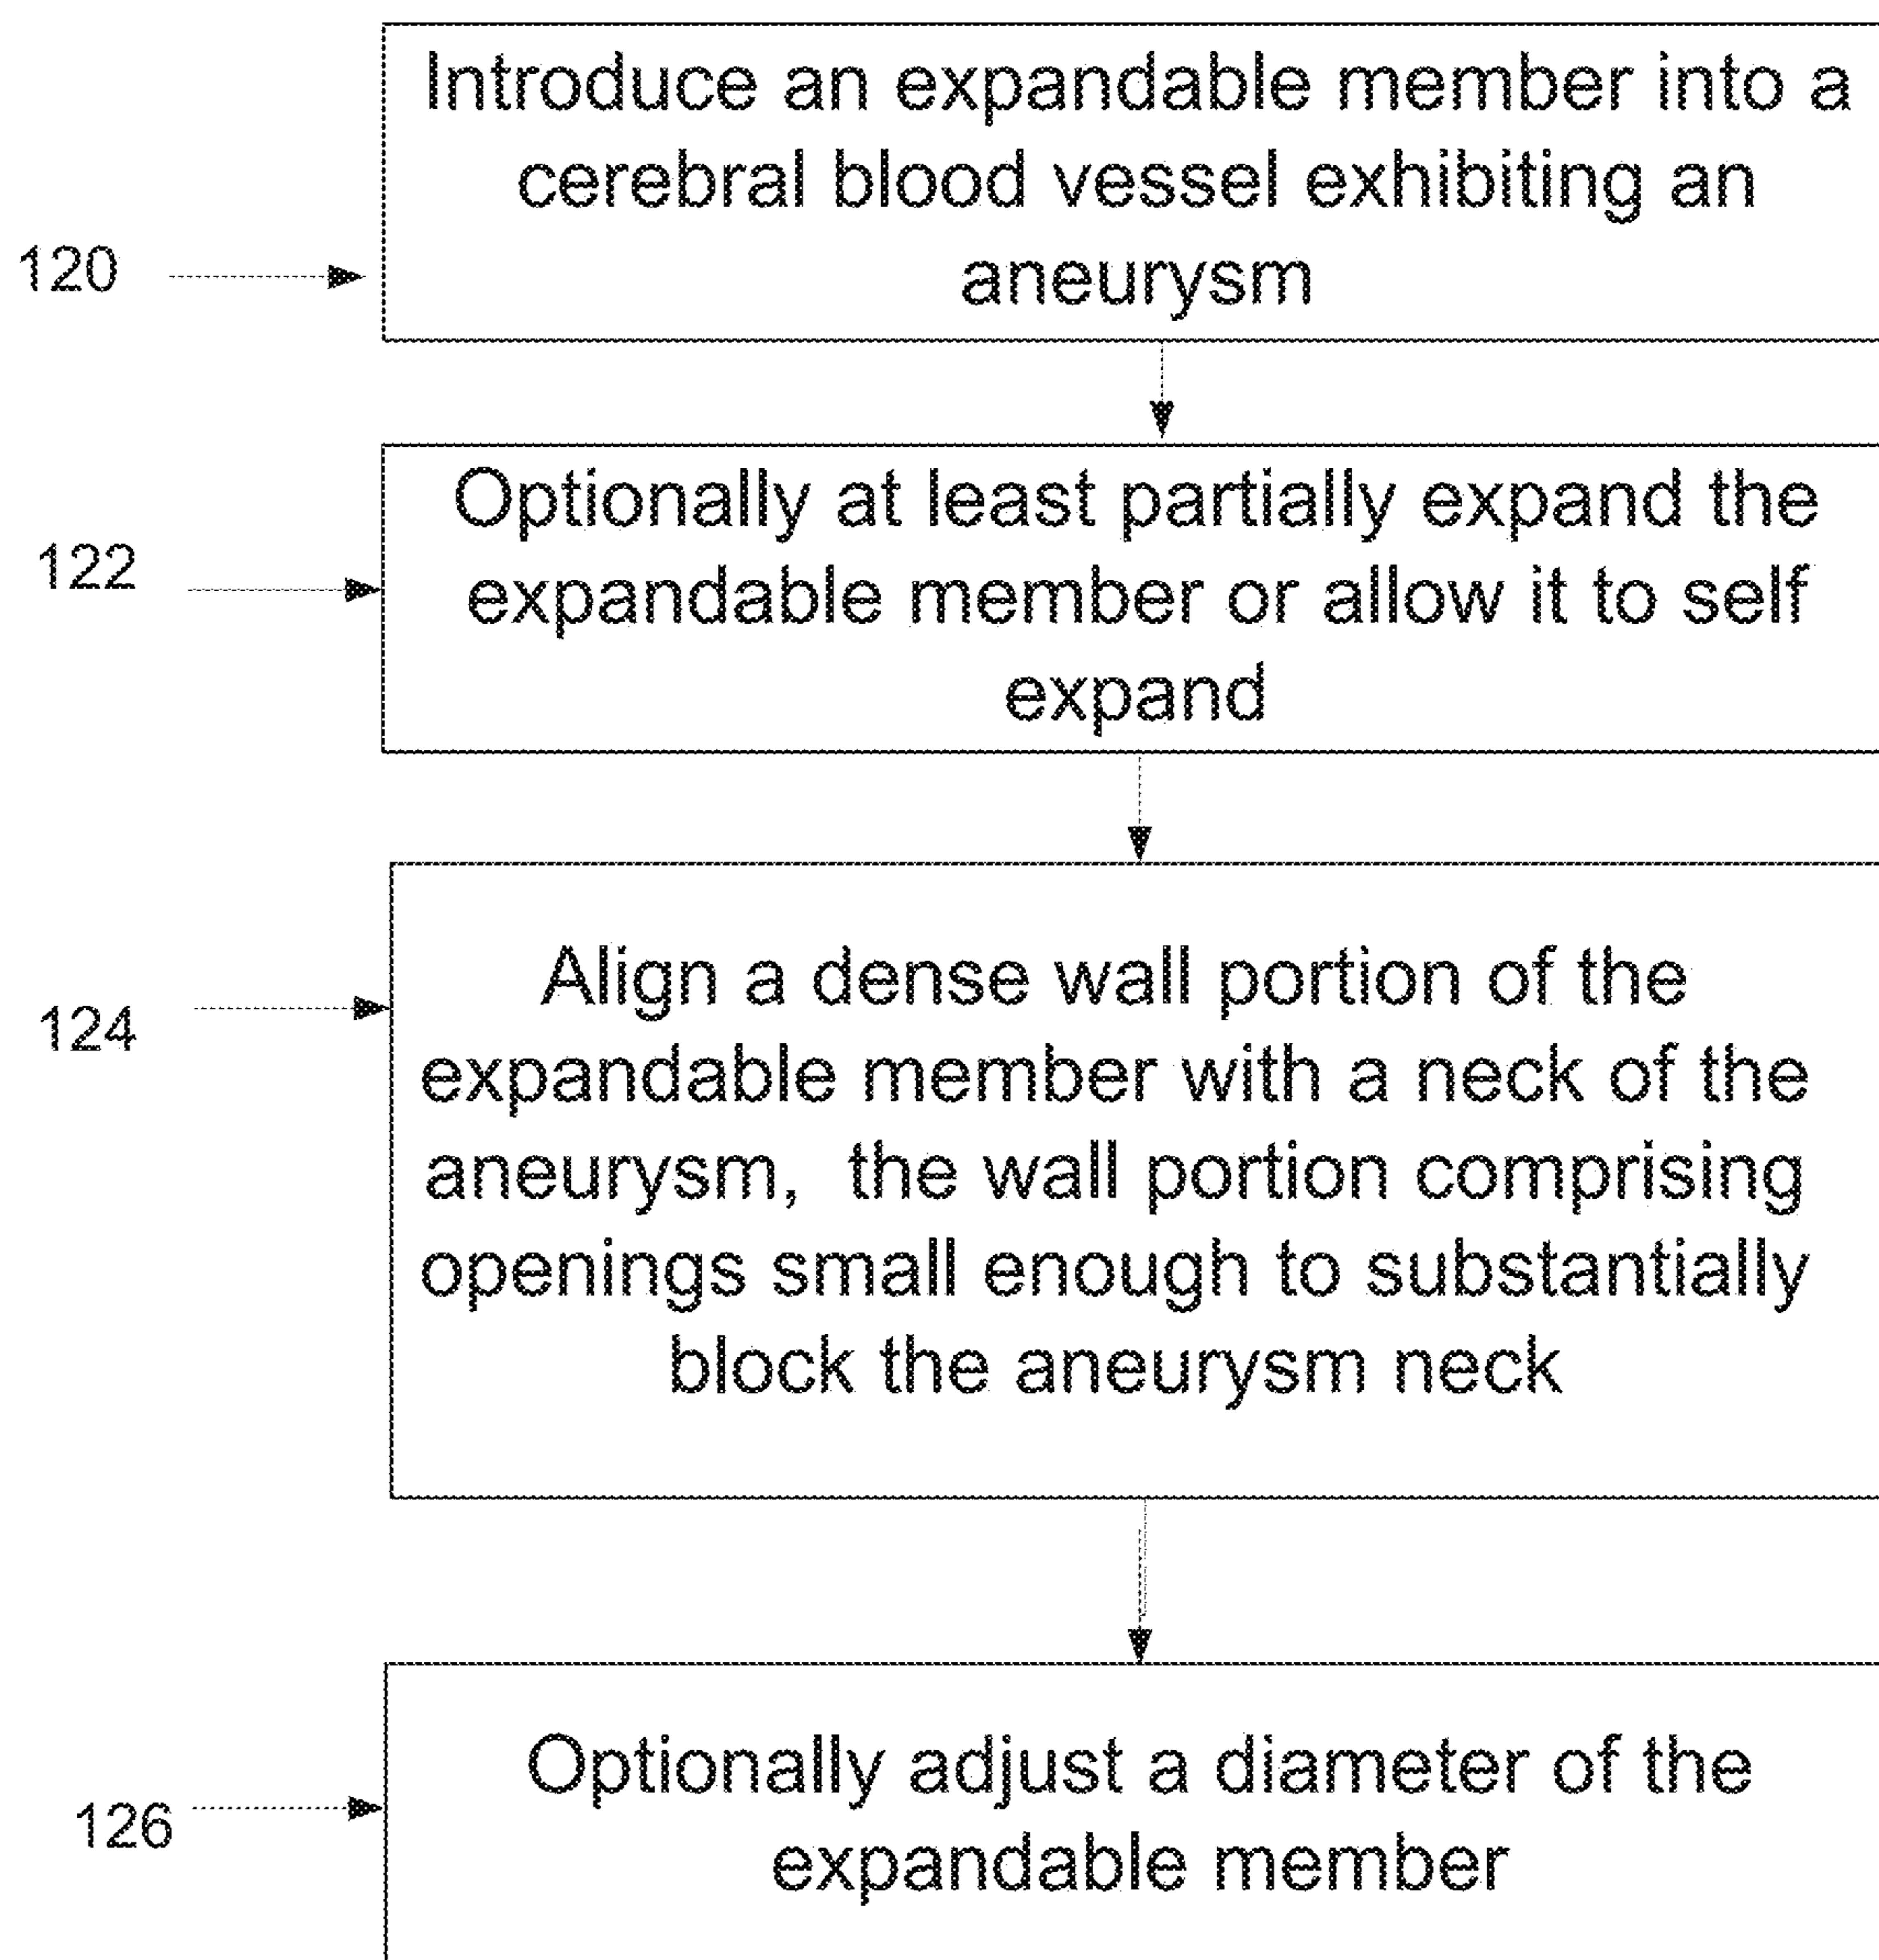 Introduce an expandable member into a
cerebral blood vessel exhibiting an
aneurysm
120
Optionally at least partially expand the
expandable member or allow it to self
expand
122
Align a dense wall portion of the
expandable member with a neck of the
aneurysm, the wall portion comprising
openings small enough to substantially
block the aneurysm neck
124
Optionally adjust a diameter of the
expandable member
126